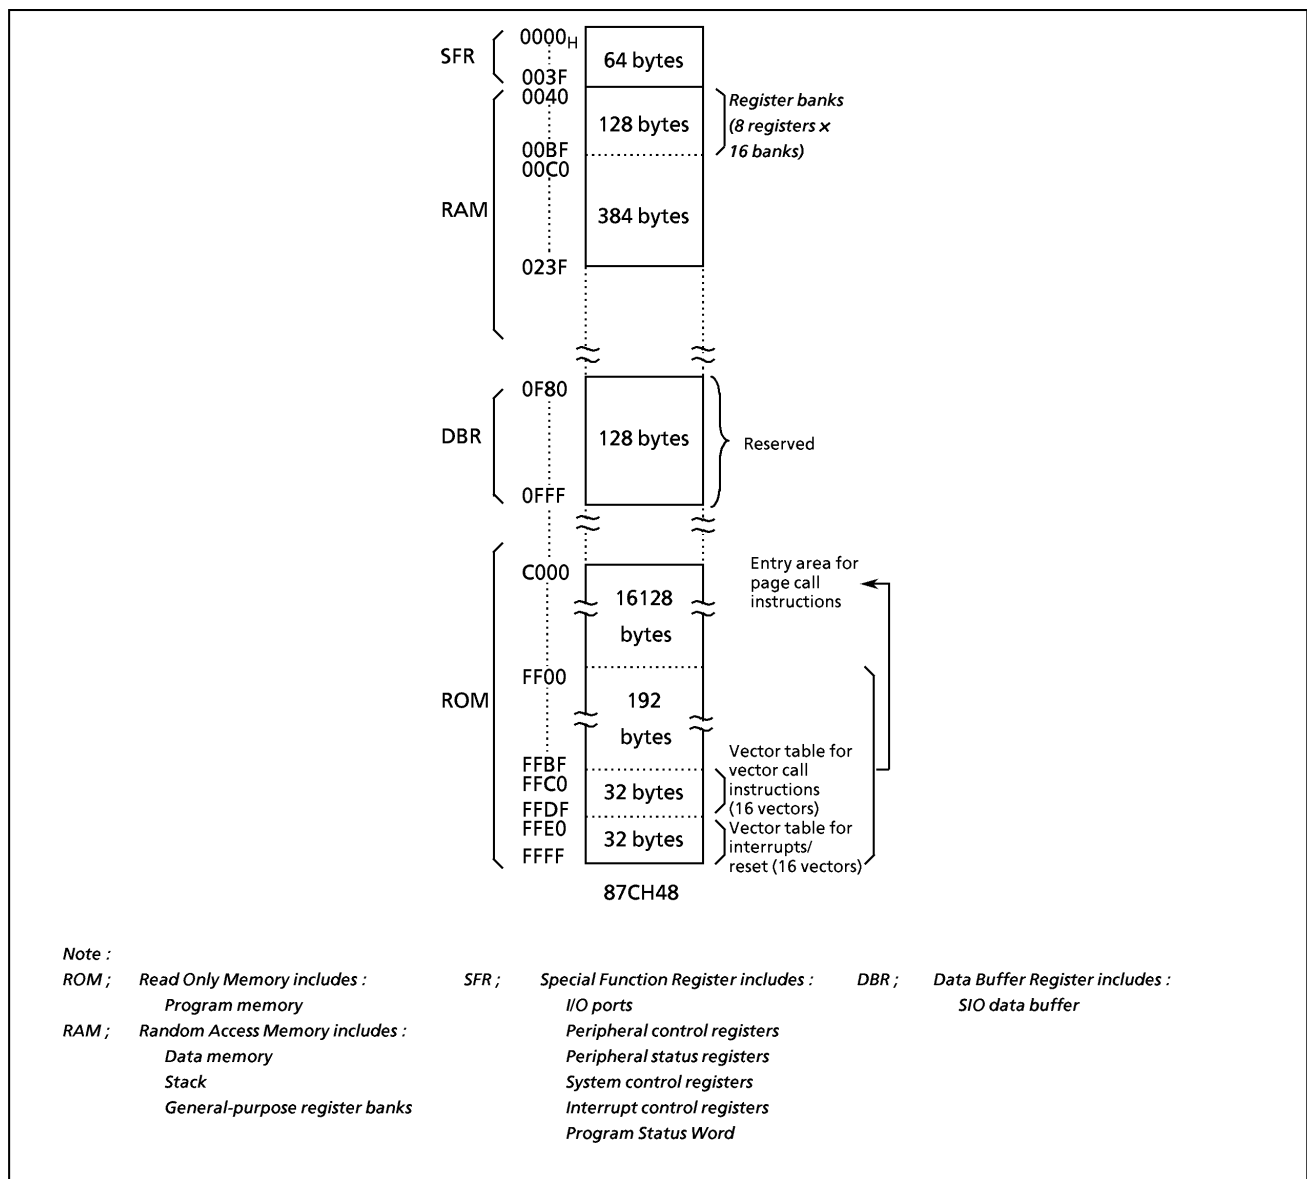 SFR
0000H
003F
64 bytes
RAM
0040
00BF
128 bytes
Register banks
(8 registers ×
16 banks)
00C0
023F
384 bytes
DBR
0F80
0FFF
128 bytes
Reserved
ROM
C000
16128
bytes
Entry area for
page call
instructions
FF00
FFBF
192
bytes
FFC0
FFDF
32 bytes
Vector table for
vector call
instructions
(16 vectors)
FFE0
FFFF
32 bytes
Vector table for
interrupts/
reset (16 vectors)
87CH48
Note :
ROM ; Read Only Memory includes :
Program memory
RAM ; Random Access Memory includes :
Data memory
Stack
General-purpose register banks
SFR ; Special Function Register includes :
I/O ports
Peripheral control registers
Peripheral status registers
System control registers
Interrupt control registers
Program Status Word
DBR ; Data Buffer Register includes :
SIO data buffer